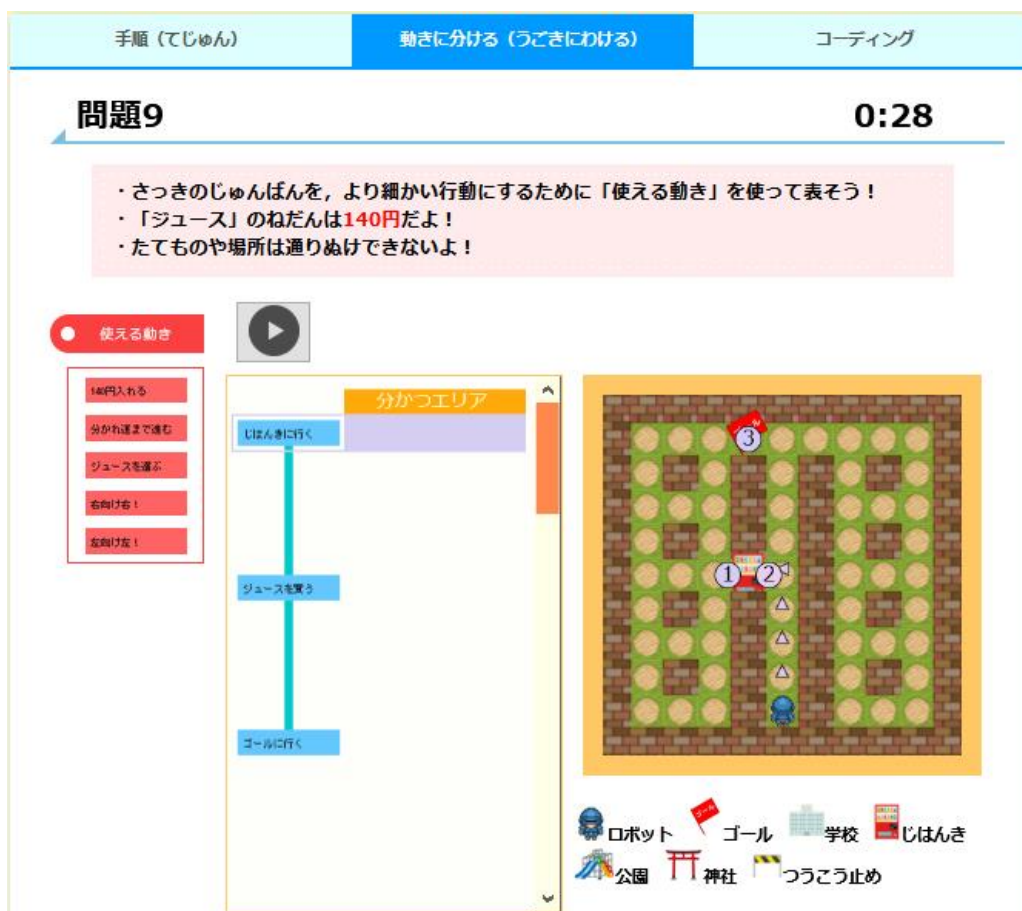 手順（てじゅん）
動きに分ける（うごきにわける）
コーディング
問題9
0:28
・さっきのじゅんばんを，より細かい行動にするために「使える動き」を使って表そう！
・「ジュース」のねだんは140円だよ！
・たてものや場所は通りぬけできないよ！
使える動き
140円入れる
分かれ道まで進む
ジュースを選ぶ
右向け右！
左向け左！
分かつエリア
じはんきに行く
ジュースを買う
ゴールに行く
3
1
2
ロボット
ゴール
学校
じはんき
公園
神社
つうこう止め